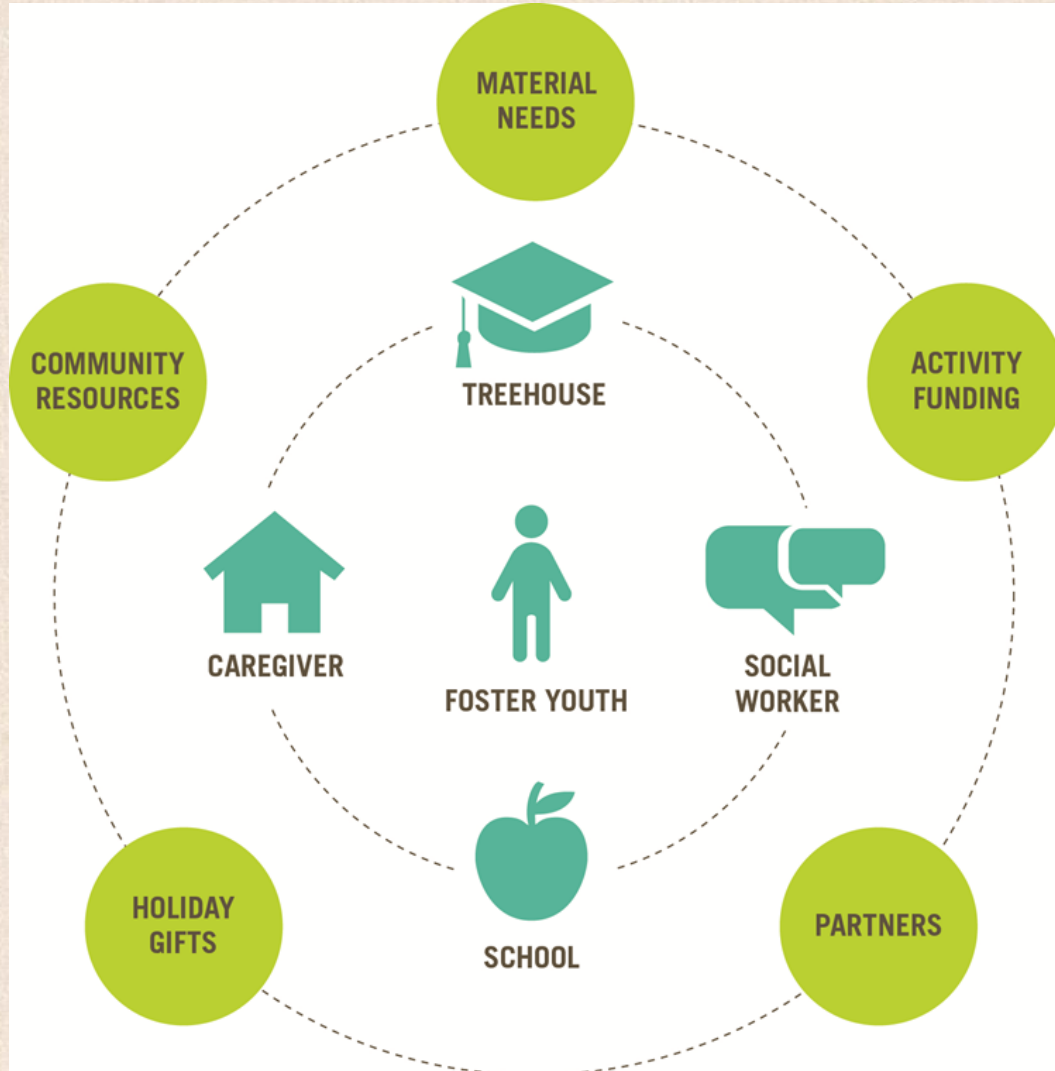 MATERIAL
NEEDS
COMMUNITY
RESOURCES
ACTIVITY
FUNDING
TREEHOUSE
CAREGIVER
FOSTER YOUTH
SOCIAL
WORKER
HOLIDAY
GIFTS
PARTNERS
SCHOOL